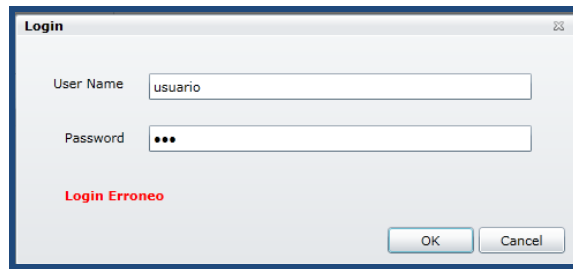 Login
User Name usuario
Password •••
Login Erroneo
OK Cancel